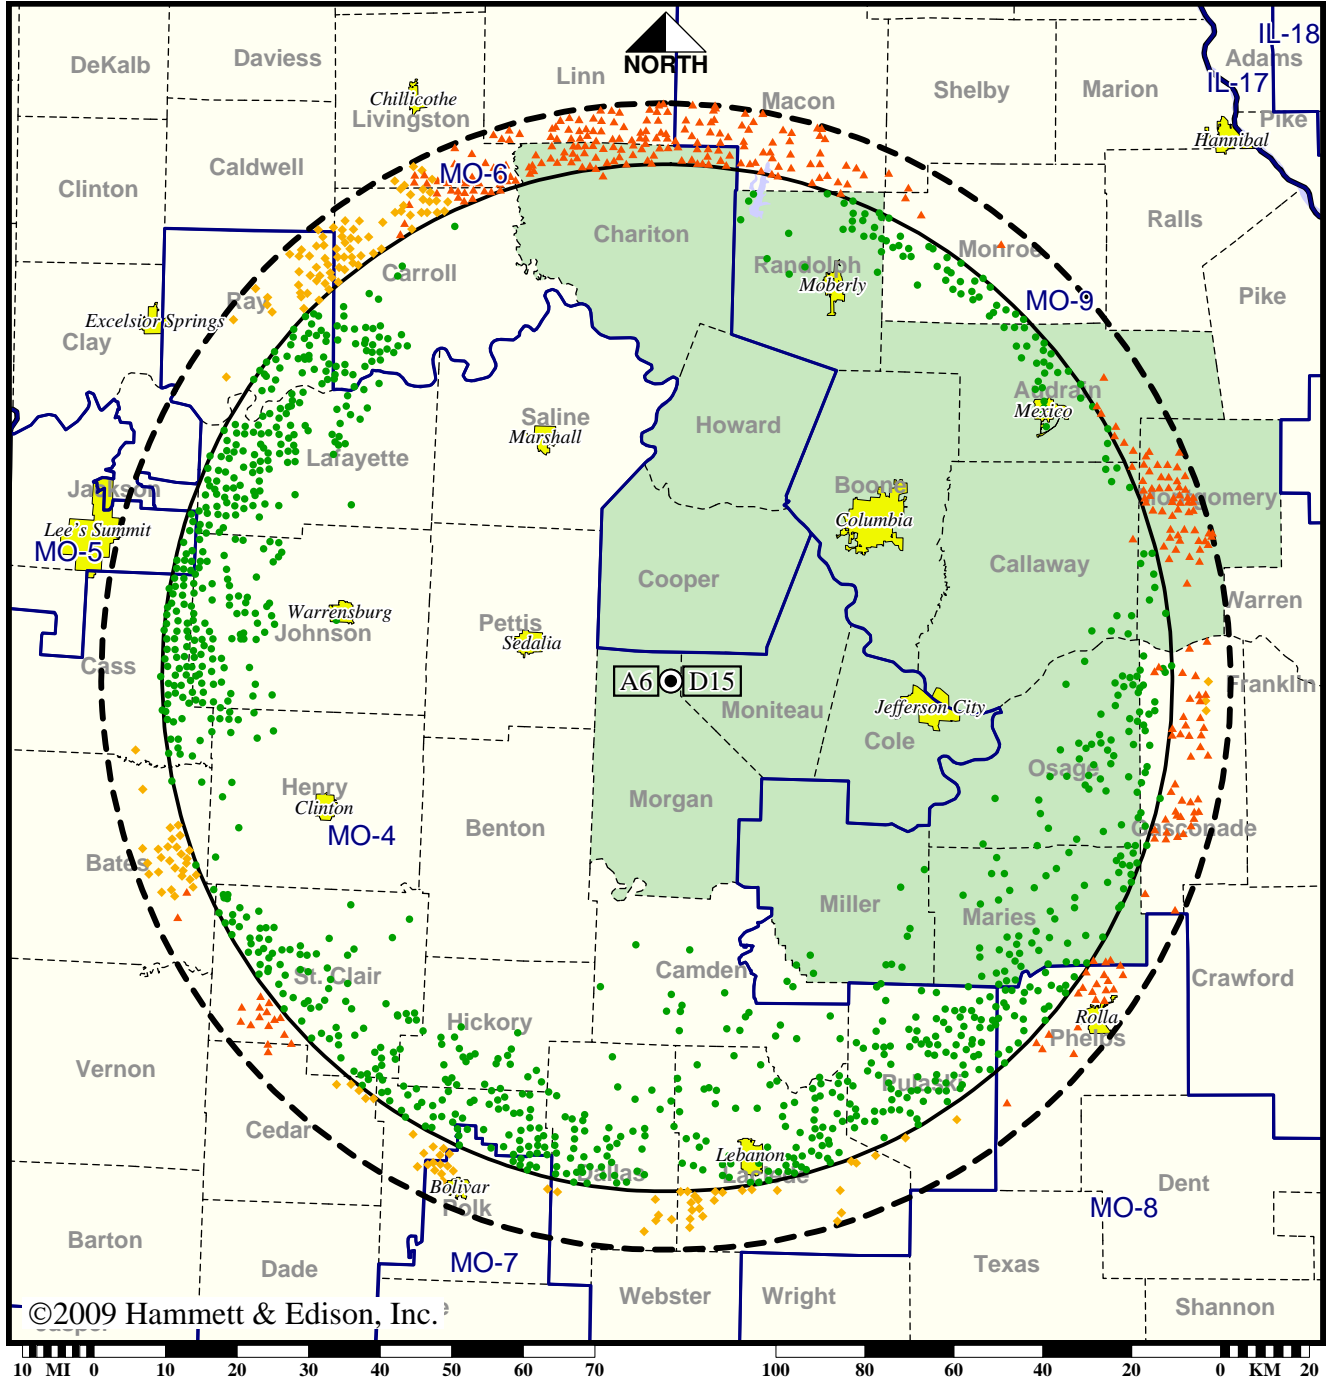 IL-18
Adams
Daviess
DeKalb
NORTH
Linn
IL-17
Shelby
Marion
Chillicothe
Macon
Livingston
Pike
Hannibal
Caldwell
MO-6
Clinton
Ralls
Chariton
Monroe
Randolph
Carroll
Moberly
Ray
MO-9
Pike
Excelsior Springs
Clay
Audrain
Mexico
Saline
Marshall
Howard
Lafayette
Boone
Jackson
Montgomery
Columbia
Lee's Summit
MO-5
Callaway
Cooper
Warren
Warrensburg
Johnson
Pettis
Sedalia
Cass
A6
D15
Franklin
Moniteau
Jefferson City
Cole
Osage
Henry
Clinton
Morgan
Benton
MO-4
Gasconade
Bates
Miller
Maries
Camden
St. Clair
Crawford
Hickory
Rolla
Phelps
Vernon
Pulaski
Cedar
Lebanon
Laclede
Dallas
Bolivar
Polk
Dent
MO-8
Barton
MO-7
Dade
Texas
Webster
Wright
Shannon
©2009 Hammett & Edison, Inc.
10 MI 0 10 20 30 40 50 60 70
100 80 60 40 20 0 KM 20